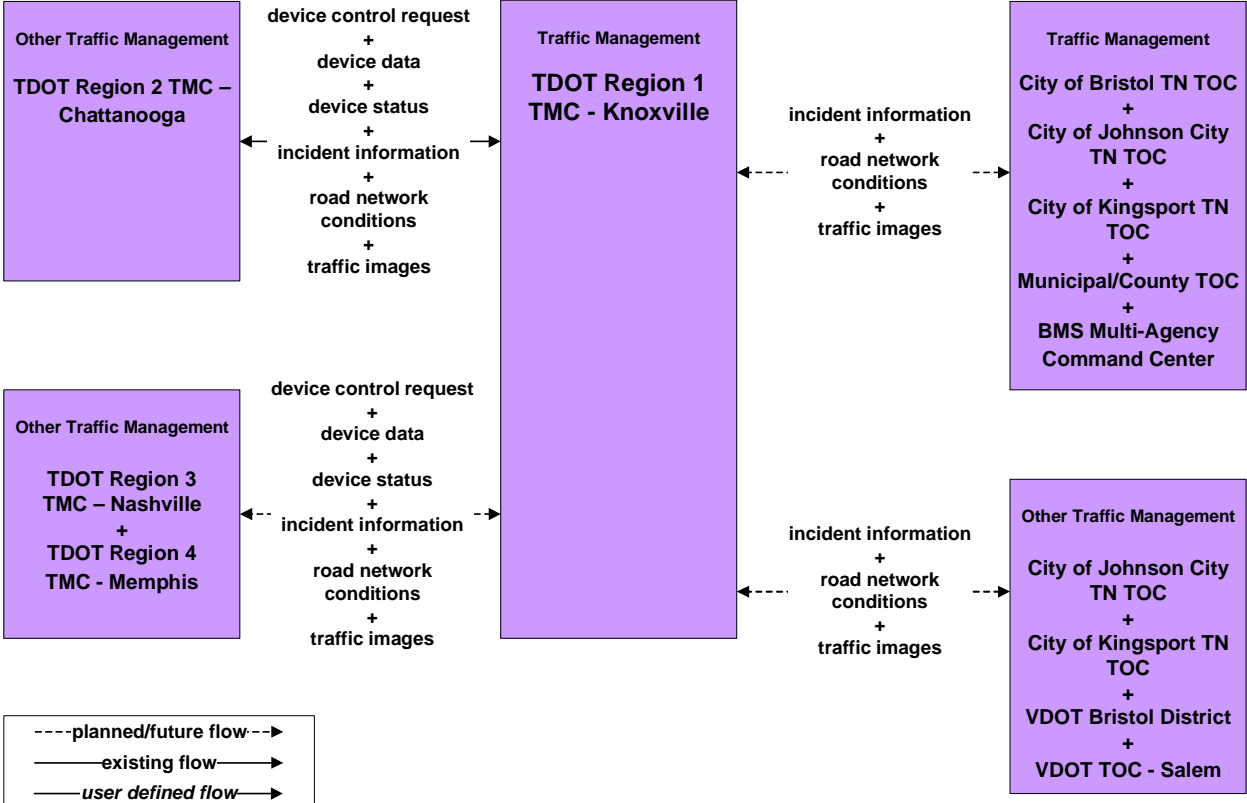 Other Traffic Management
TDOT Region 2 TMC –
Chattanooga
device control request
+
device data
+
device status
+
incident information
+
road network
conditions
+
traffic images
Traffic Management
TDOT Region 1
TMC - Knoxville
incident information
+
road network
conditions
+
traffic images
Traffic Management
City of Bristol TN TOC
+
City of Johnson City
TN TOC
+
City of Kingsport TN
TOC
+
Municipal/County TOC
+
BMS Multi-Agency
Command Center
Other Traffic Management
TDOT Region 3
TMC – Nashville
+
TDOT Region 4
TMC - Memphis
device control request
+
device data
+
device status
+
incident information
+
road network
conditions
+
traffic images
incident information
+
road network
conditions
+
traffic images
Other Traffic Management
City of Johnson City
TN TOC
+
City of Kingsport TN
TOC
+
VDOT Bristol District
+
VDOT TOC - Salem
planned/future flow
existing flow
user defined flow